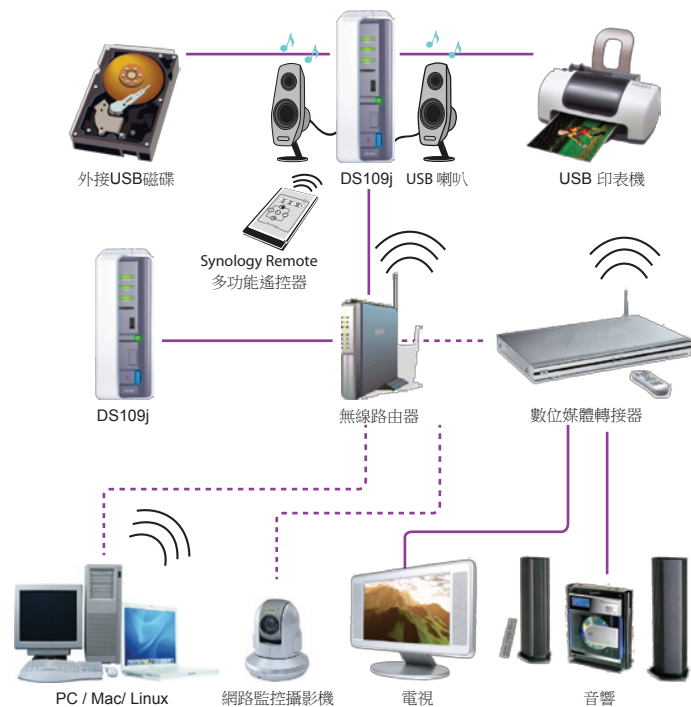 外接USB磁碟
DS109j
USB 喇叭
USB 印表機
Synology Remote
多功能遙控器
DS109j
無線路由器
數位媒體轉接器
PC / Mac/ Linux
網路監控攝影機
電視
音響